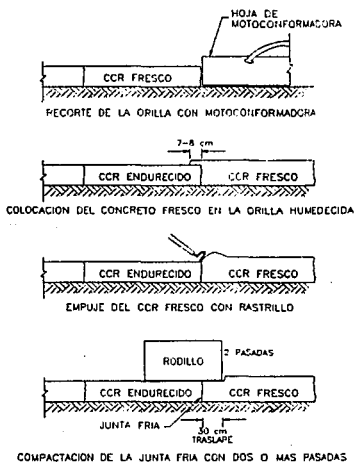 HOJA DE
MOTOCONFORMADORA
CCR FRESCO
RECORTE DE LA ORILLA CON MOTOCONFORMADORA
7-8 cm
CCR ENDURECIDO CCR FRESCO
COLOCACION DEL CONCRETO FRESCO EN LA ORILLA HUMEDECIDA
CCR ENDURECIDO CCR FRESCO
EMPUJE DEL CCR FRESCO CON RASTRILLO
RODILLO
2 PASADAS
CCR ENDURECIDO CCR FRESCO
JUNTA FRIA
30 cm
TRASLAPE
COMPACTACION DE LA JUNTA FRIA CON DOS O MAS PASADAS